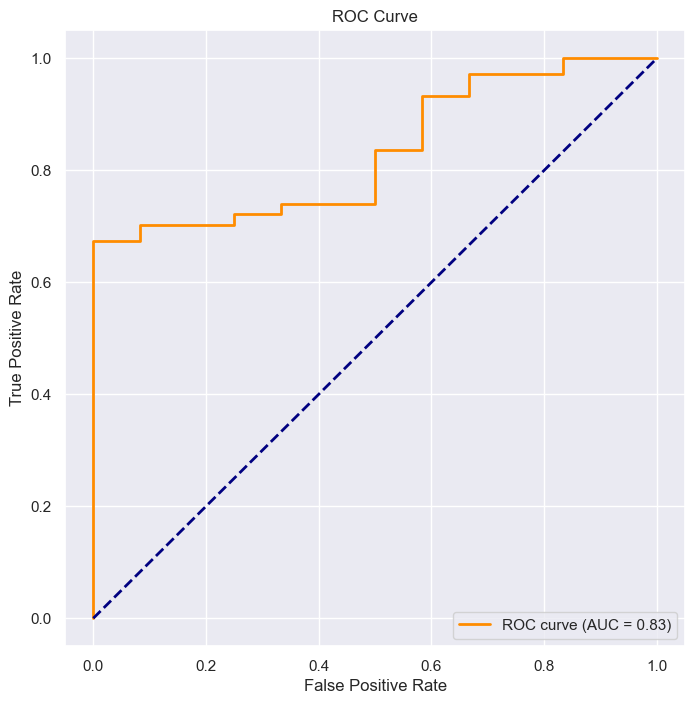 ROC Curve
True Positive Rate
1.0
0.8
0.6
0.4
0.2
0.0
0.0 0.2 0.4 0.6 0.8 1.0
False Positive Rate
ROC curve (AUC = 0.83)